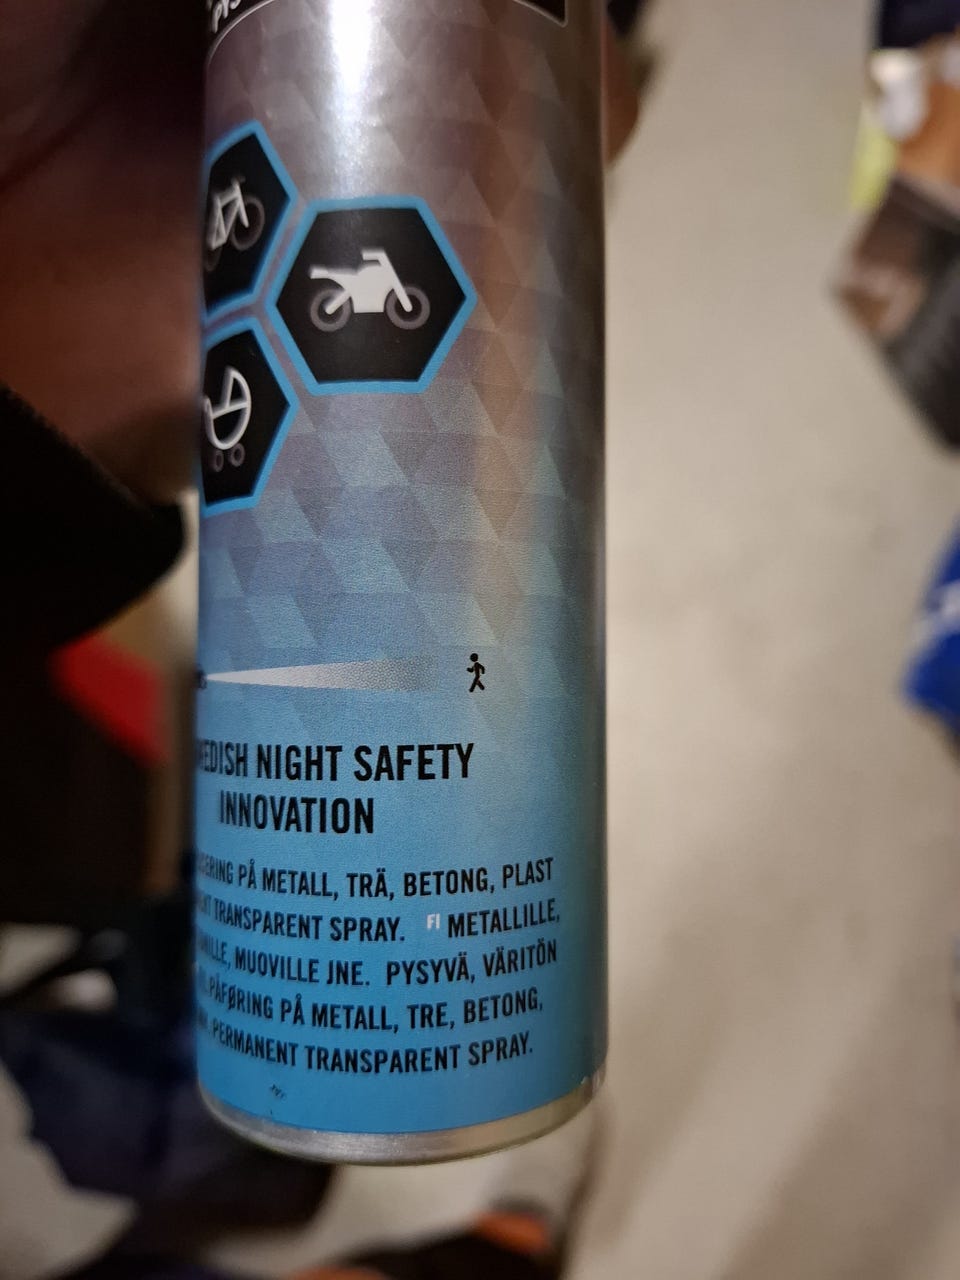 NIGHT SAFETY
INNOVATION
PÅ METALL, TRÄ, BETONG, PLAST
TRANSPARENT SPRAY. FI METALLILLE,
MUOVILLE JNE. PYSYVÄ, VÄRITÖN
PÅFØRING PÅ METALL, TRE, BETONG,
PERMANENT TRANSPARENT SPRAY.